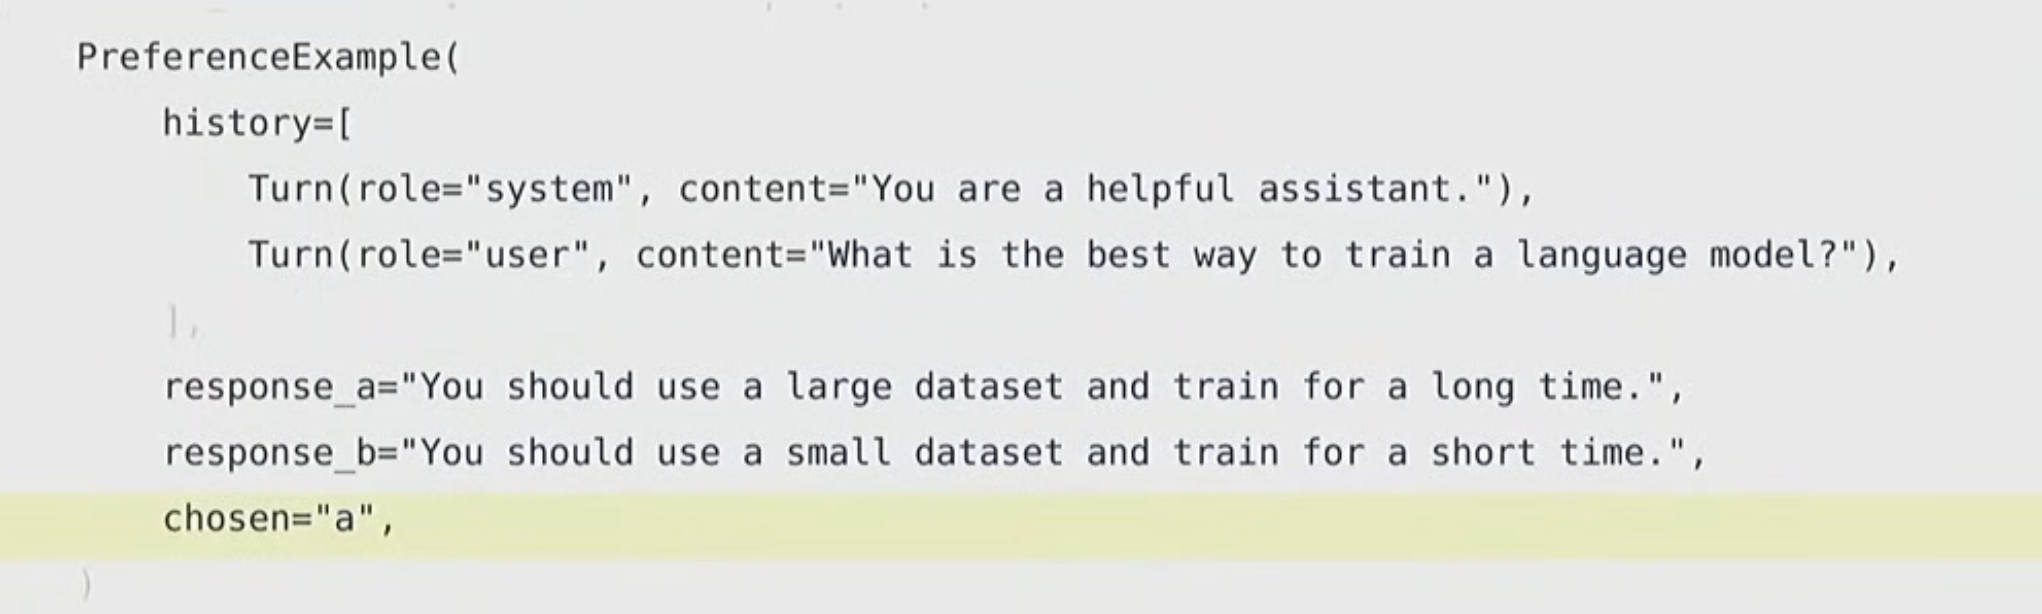 PreferenceExample(
    history=[
        Turn(role="system", content="You are a helpful assistant."),
        Turn(role="user", content="What is the best way to train a language model?"),
    ],
    response_a="You should use a large dataset and train for a long time.",
    response_b="You should use a small dataset and train for a short time.",
    chosen="a",
)